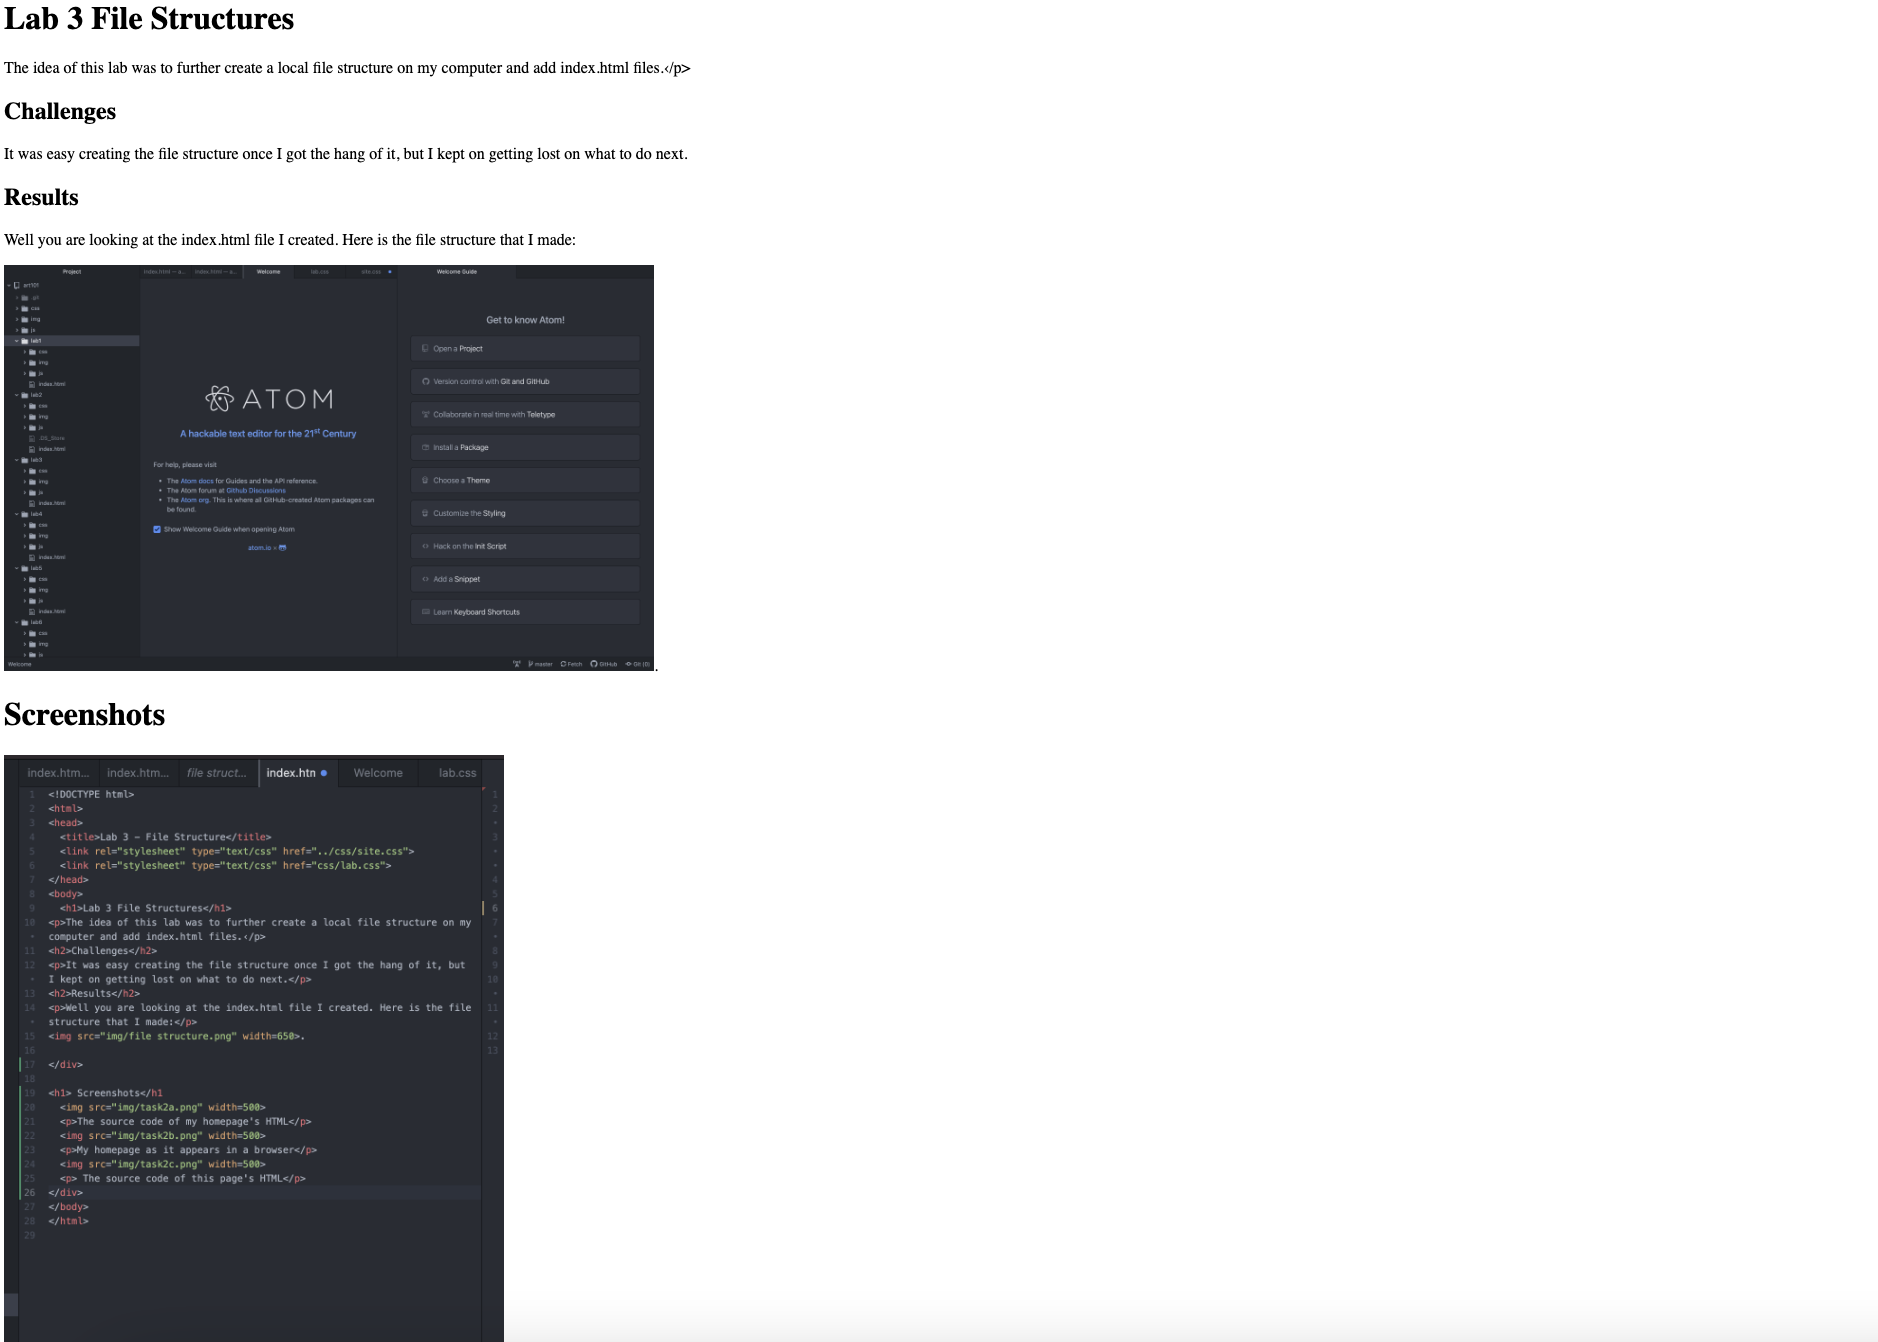 Lab 3 File Structures
The idea of this lab was to further create a local file structure on my computer and add index.html files.‹/p>
Challenges
It was easy creating the file structure once I got the hang of it, but I kept on getting lost on what to do next.
Results
Well you are looking at the index.html file I created. Here is the file structure that I made:
Project
index.html — a...
index.html — a...
Welcome
lab.css
site.css
Welcome Guide
art101
.git
css
img
js
lab1
css
img
js
index.html
lab2
css
img
js
.DS_Store
index.html
lab3
css
img
js
index.html
lab4
css
img
js
index.html
lab5
css
img
js
index.html
lab6
css
img
js
ATOM
A hackable text editor for the 21st Century
For help, please visit
• The Atom docs for Guides and the API reference.
• The Atom forum at Github Discussions
• The Atom org. This is where all GitHub-created Atom packages can
be found.
Show Welcome Guide when opening Atom
atom.io ×
Get to know Atom!
Open a Project
Version control with Git and GitHub
Collaborate in real time with Teletype
Install a Package
Choose a Theme
Customize the Styling
Hack on the Init Script
Add a Snippet
Learn Keyboard Shortcuts
Welcome
master
Fetch
GitHub
Git (0)
.
Screenshots
index.htm...
index.htm...
file struct...
index.htn
Welcome
lab.css
1 <!DOCTYPE html>
2 <html>
3 <head>
4 <title>Lab 3 – File Structure</title>
5 <link rel="stylesheet" type="text/css" href="../css/site.css">
6 <link rel="stylesheet" type="text/css" href="css/lab.css">
7 </head>
8 <body>
9 <h1>Lab 3 File Structures</h1>
10 <p>The idea of this lab was to further create a local file structure on my
• computer and add index.html files.‹/p>
11 <h2>Challenges</h2>
12 <p>It was easy creating the file structure once I got the hang of it, but
• I kept on getting lost on what to do next.</p>
13 <h2>Results</h2>
14 <p>Well you are looking at the index.html file I created. Here is the file
• structure that I made:</p>
15 <img src="img/file structure.png" width=650>.
16
17 </div>
18
19 <h1> Screenshots</h1
20 <img src="img/task2a.png" width=500>
21 <p>The source code of my homepage's HTML</p>
22 <img src="img/task2b.png" width=500>
23 <p>My homepage as it appears in a browser</p>
24 <img src="img/task2c.png" width=500>
25 <p> The source code of this page's HTML</p>
26 </div>
27 </body>
28 </html>
29
1
2
•
3
•
•
4
5
6
7
•
8
9
10
•
11
•
12
13